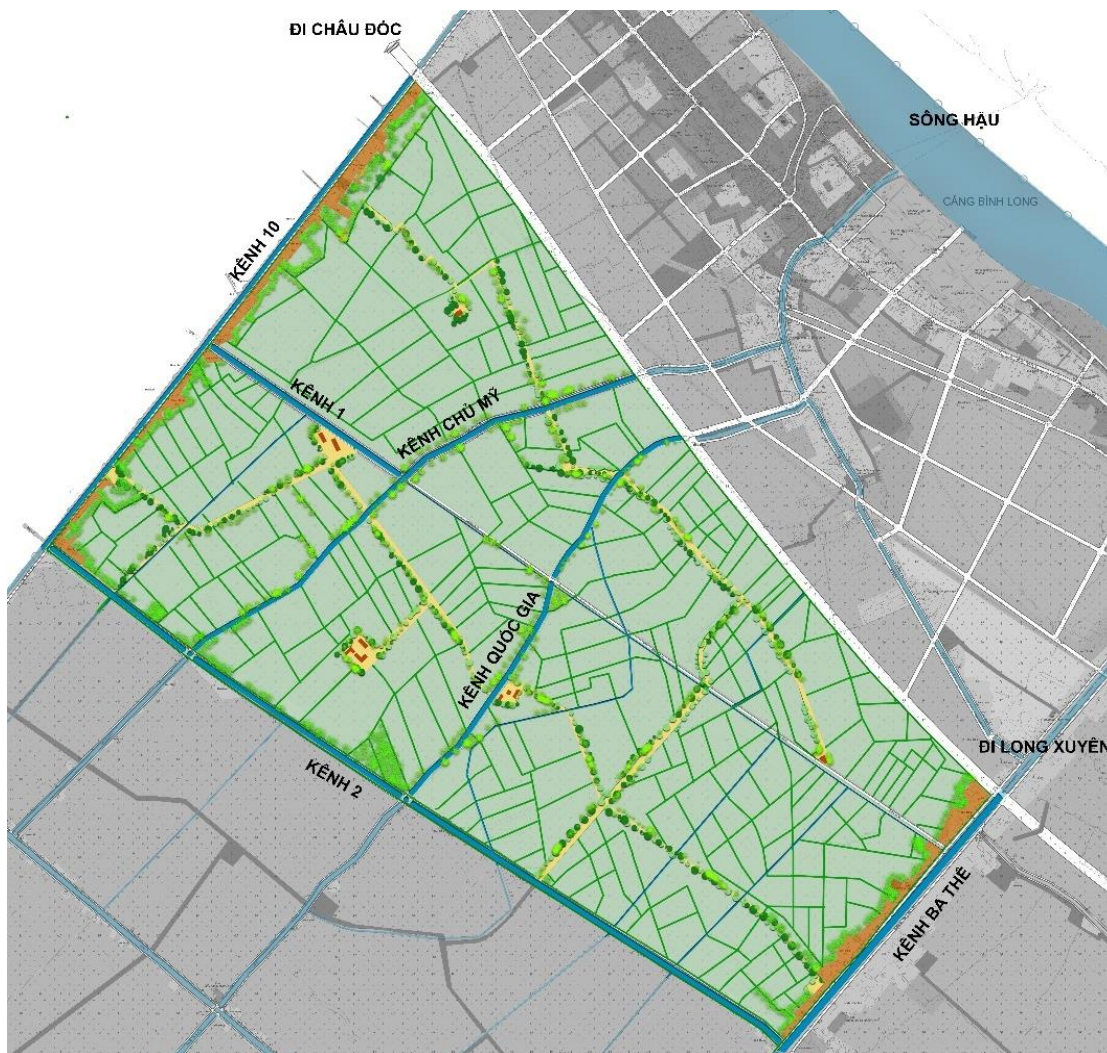 ĐI CHÂU ĐỐC
SÔNG HẬU
CẢNG BÌNH LONG
KÊNH 10
KÊNH 1
KÊNH CHỦ MỸ
KÊNH QUỐC GIA
ĐI LONG XUYÊN
KÊNH 2
KÊNH BA THÊ